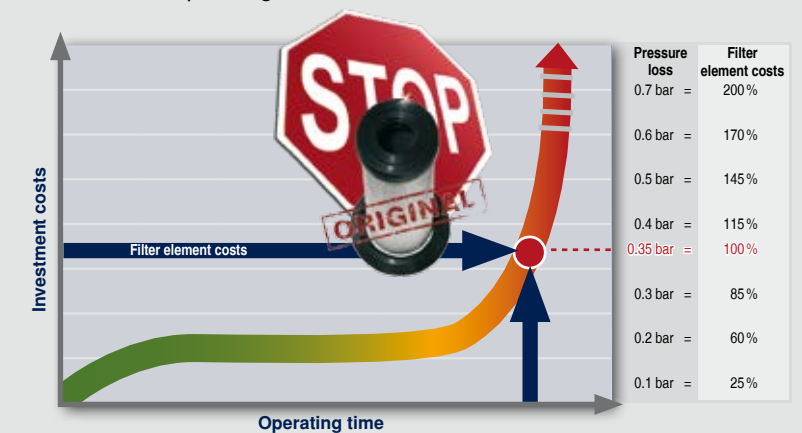 STOP
ORIGINAL
Investment costs
Filter element costs
Operating time
Pressure loss
Filter element costs
0.7 bar = 200 %
0.6 bar = 170 %
0.5 bar = 145 %
0.4 bar = 115 %
0.35 bar = 100 %
0.3 bar = 85 %
0.2 bar = 60 %
0.1 bar = 25 %